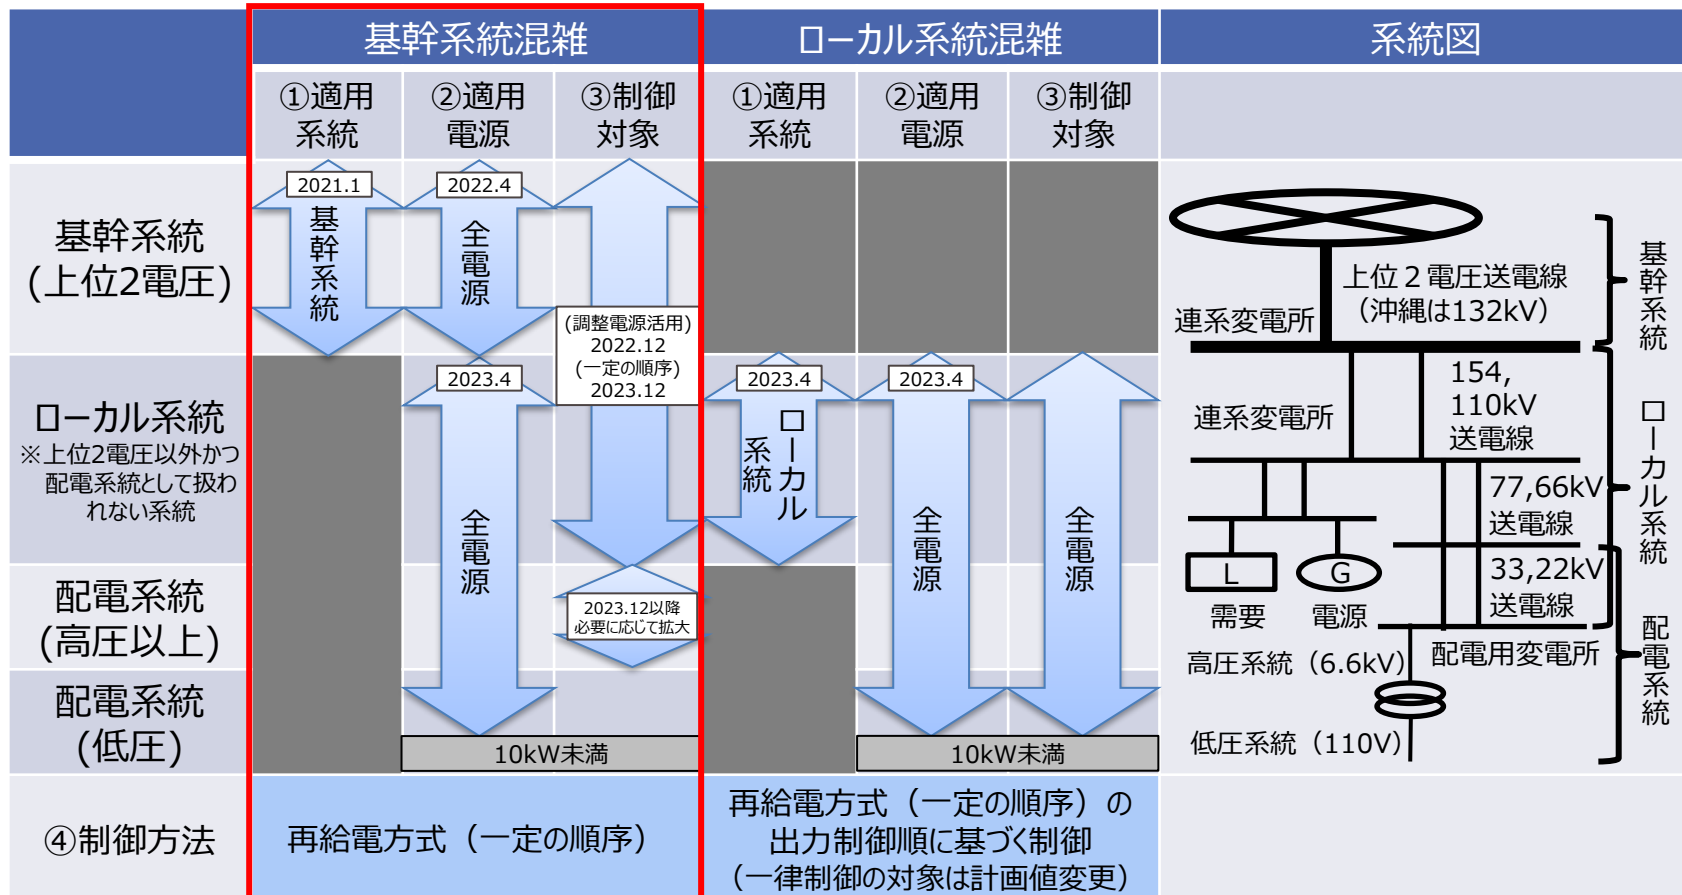 基幹系統混雑
ローカル系統混雑
系統図
①適用
系統
②適用
電源
③制御
対象
①適用
系統
②適用
電源
③制御
対象
基幹系統
(上位2電圧)
2021.1
基幹系統
2022.4
全電源
(調整電源活用)
2022.12
(一定の順序)
2023.12
ローカル系統
※上位2電圧以外かつ
配電系統として扱わ
れない系統
2023.4
全電源
2023.4
ローカル
系統
2023.4
全電源
全電源
配電系統
(高圧以上)
2023.12以降
必要に応じて拡大
配電系統
(低圧)
10kW未満
10kW未満
④制御方法
再給電方式（一定の順序）
再給電方式（一定の順序）の
出力制御順に基づく制御
（一律制御の対象は計画値変更）
上位２電圧送電線
（沖縄は132kV）
連系変電所
基幹系統
154,
110kV
送電線
連系変電所
ローカル系統
77,66kV
送電線
L
G
需要
電源
33,22kV
送電線
配電用変電所
高圧系統（6.6kV）
配電系統
低圧系統（110V）